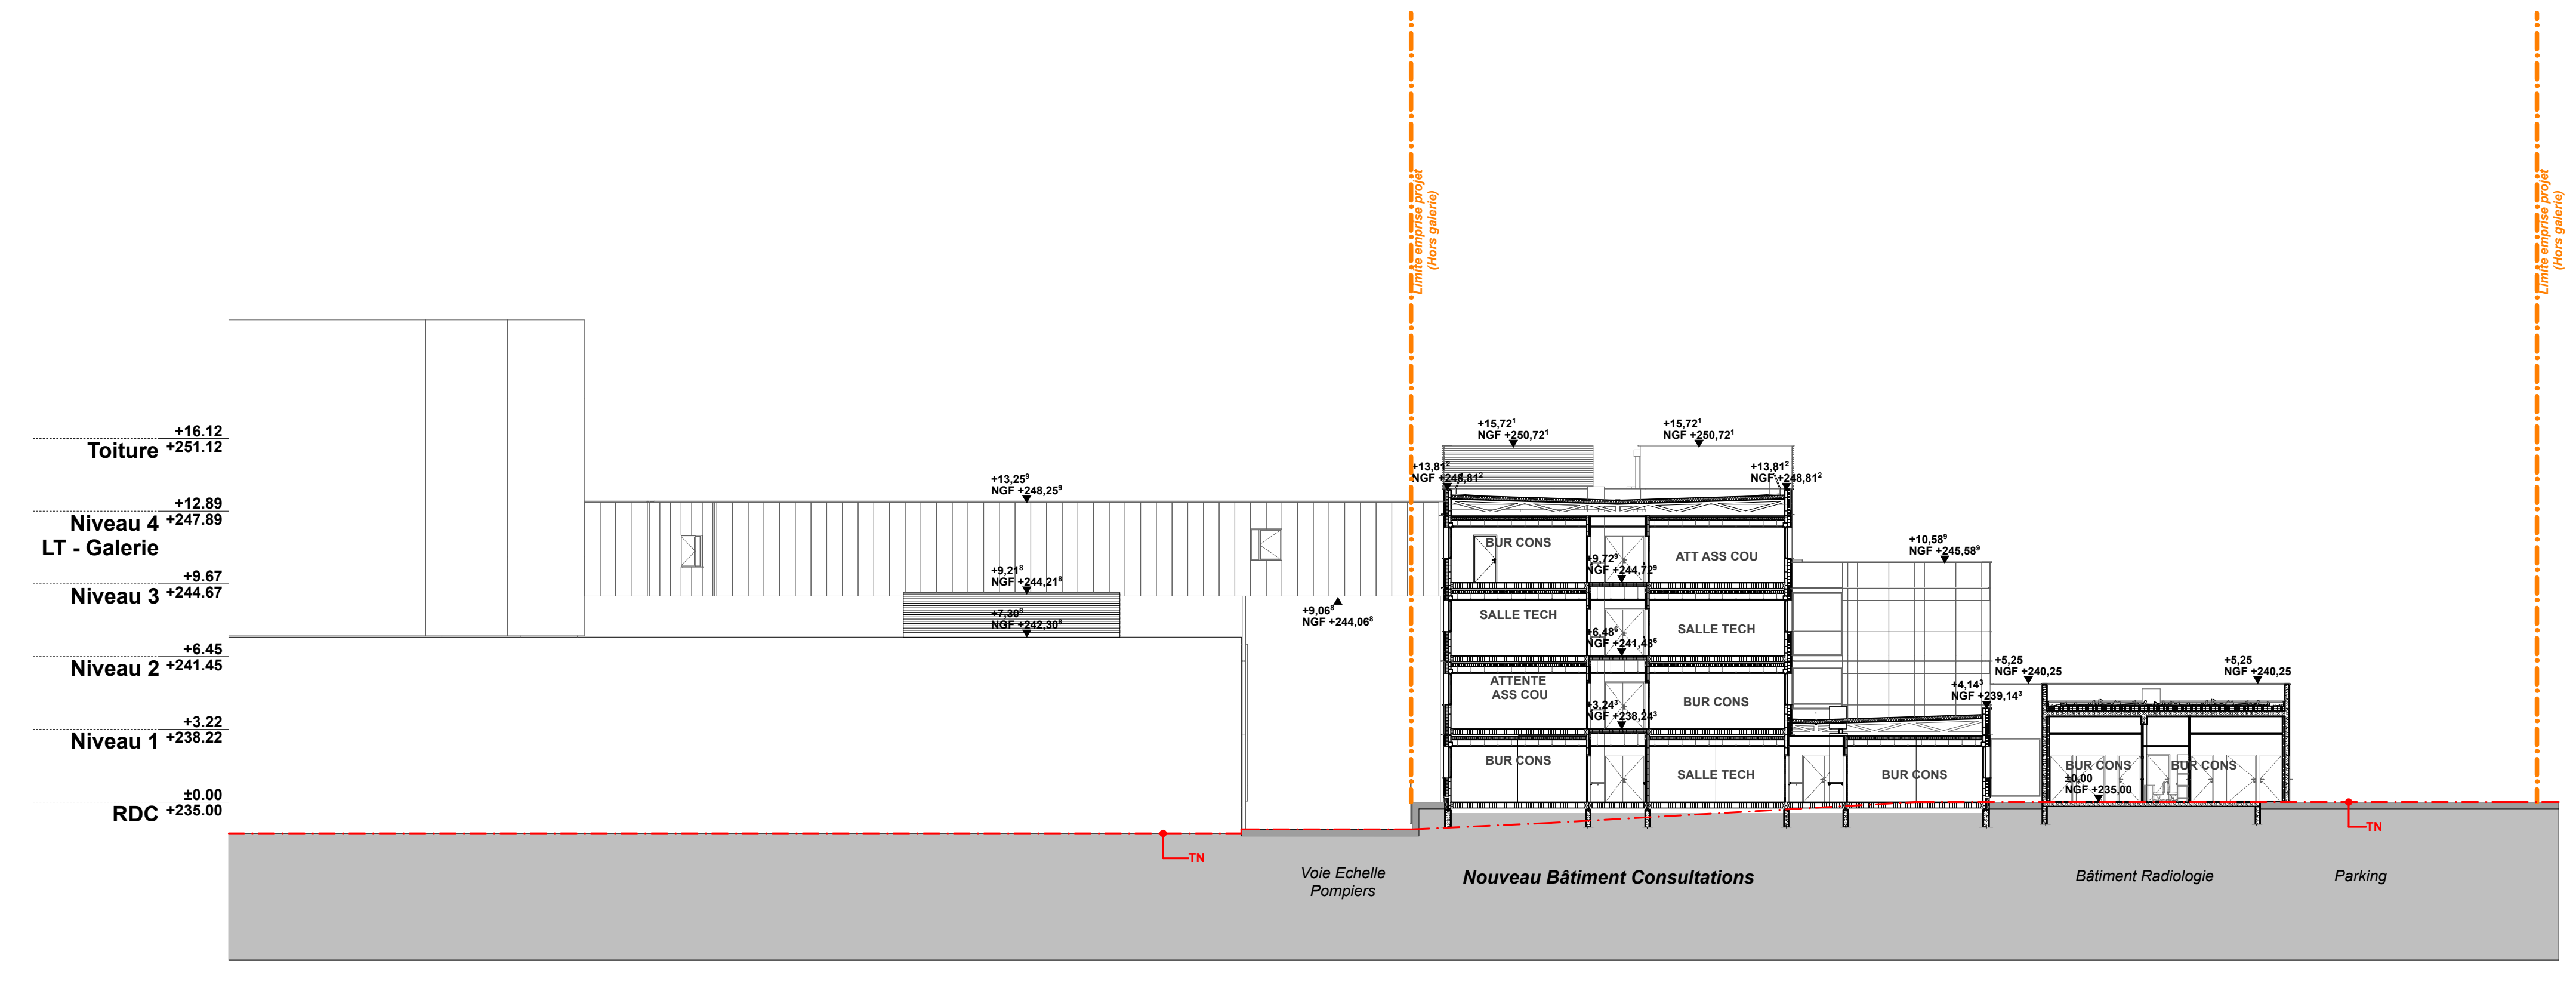 Limite emprise projet
(Hors galerie)
Limite emprise projet
(Hors galerie)
+16.12
Toiture +251.12
+12.89
Niveau 4 +247.89
LT - Galerie
+9.67
Niveau 3 +244.67
+6.45
Niveau 2 +241.45
+3.22
Niveau 1 +238.22
±0.00
RDC +235.00
+13,25⁹
NGF +248,25⁹
+9,21⁸
NGF +244,21⁸
+7,30⁸
NGF +242,30⁸
+9,06⁸
NGF +244,06⁸
+15,72¹
NGF +250,72¹
+15,72¹
NGF +250,72¹
+13,81²
NGF +248,81²
+13,81²
NGF +248,81²
BUR CONS
ATT ASS COU
+9,72⁹
NGF +244,72⁹
SALLE TECH
SALLE TECH
+6,48⁶
NGF +241,48⁶
ATTENTE
ASS COU
BUR CONS
+3,24³
NGF +238,24³
BUR CONS
SALLE TECH
BUR CONS
+10,58⁹
NGF +245,58⁹
+4,14³
NGF +239,14³
+5,25
NGF +240,25
+5,25
NGF +240,25
BUR CONS
BUR CONS
±0,00
NGF +235,00
TN
TN
Voie Echelle
Pompiers
Nouveau Bâtiment Consultations
Bâtiment Radiologie
Parking